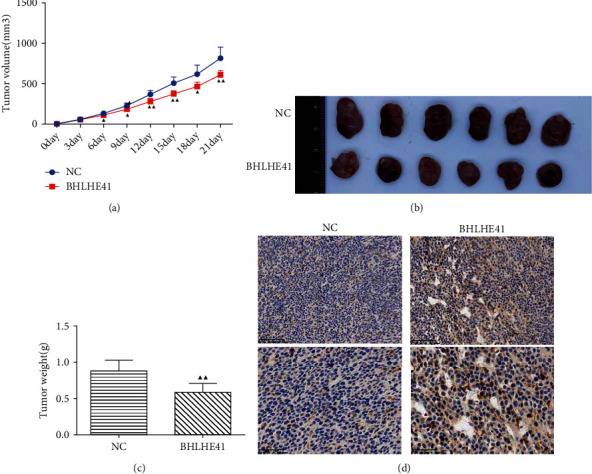 Tumor volume(mm3)
1500
1000
500
0
0day
3day
6day
9day
12day
15day
18day
21day
NC
BHLHE41
(a)
NC
BHLHE41
(b)
Tumor weight(g)
1.5
1.0
0.5
0.0
NC
BHLHE41
(c)
NC
BHLHE41
(d)